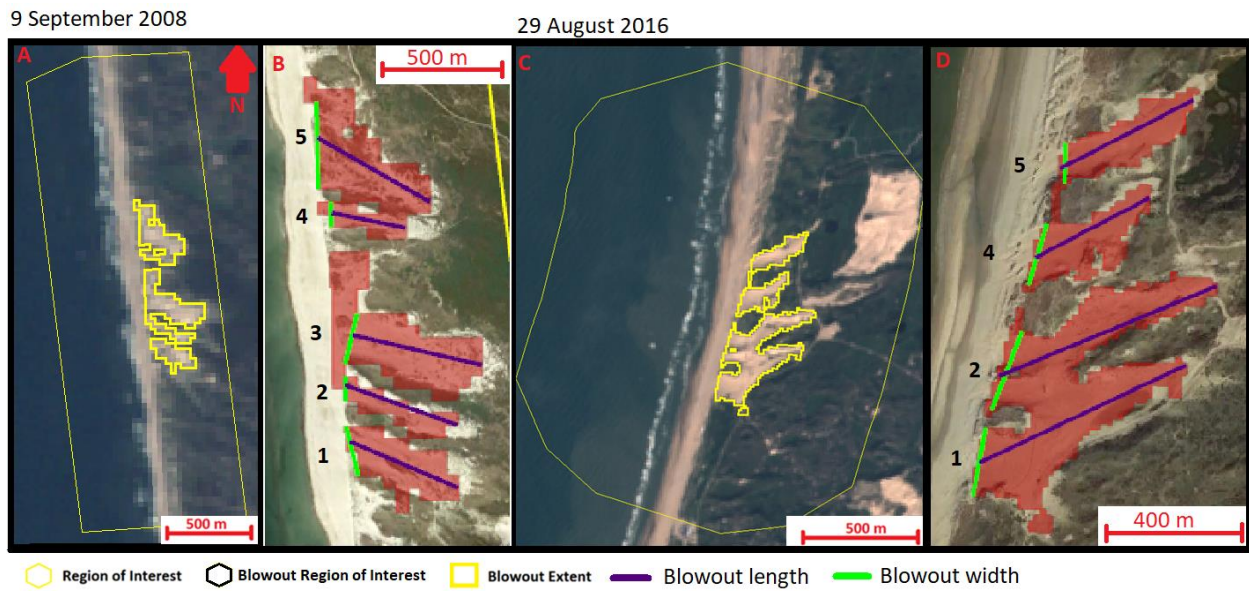 9 September 2008
29 August 2016
A
N
B
500 m
C
D
5
4
3
2
1
5
4
2
1
500 m
500 m
400 m
Region of Interest
Blowout Region of Interest
Blowout Extent
Blowout length
Blowout width